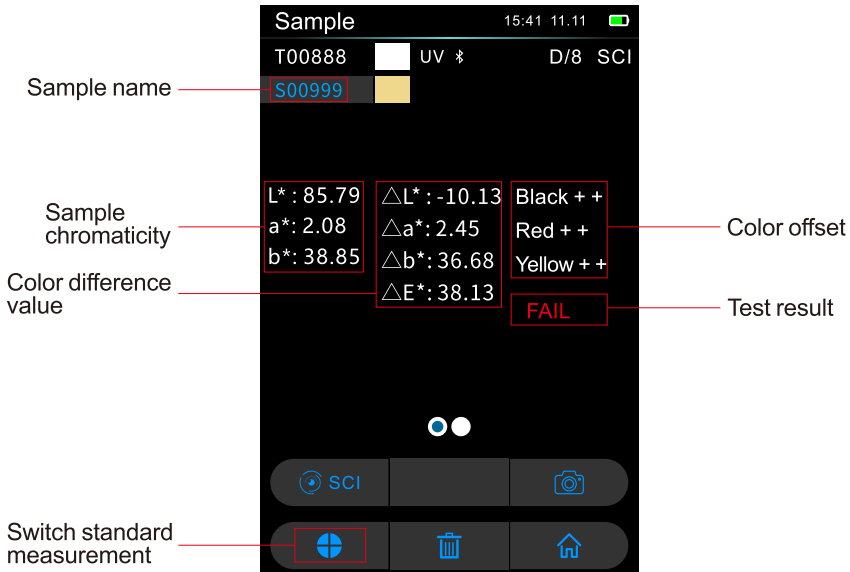 Sample
15:41 11.11
T00888
UV
D/8 SCI
Sample name
S00999
Sample
chromaticity
L*: 85.79
a*: 2.08
b*: 38.85
△L*: -10.13
△a*: 2.45
△b*: 36.68
△E*: 38.13
Black + +
Red + +
Yellow + +
Color offset
Color difference
value
FAIL
Test result
SCI
Switch standard
measurement